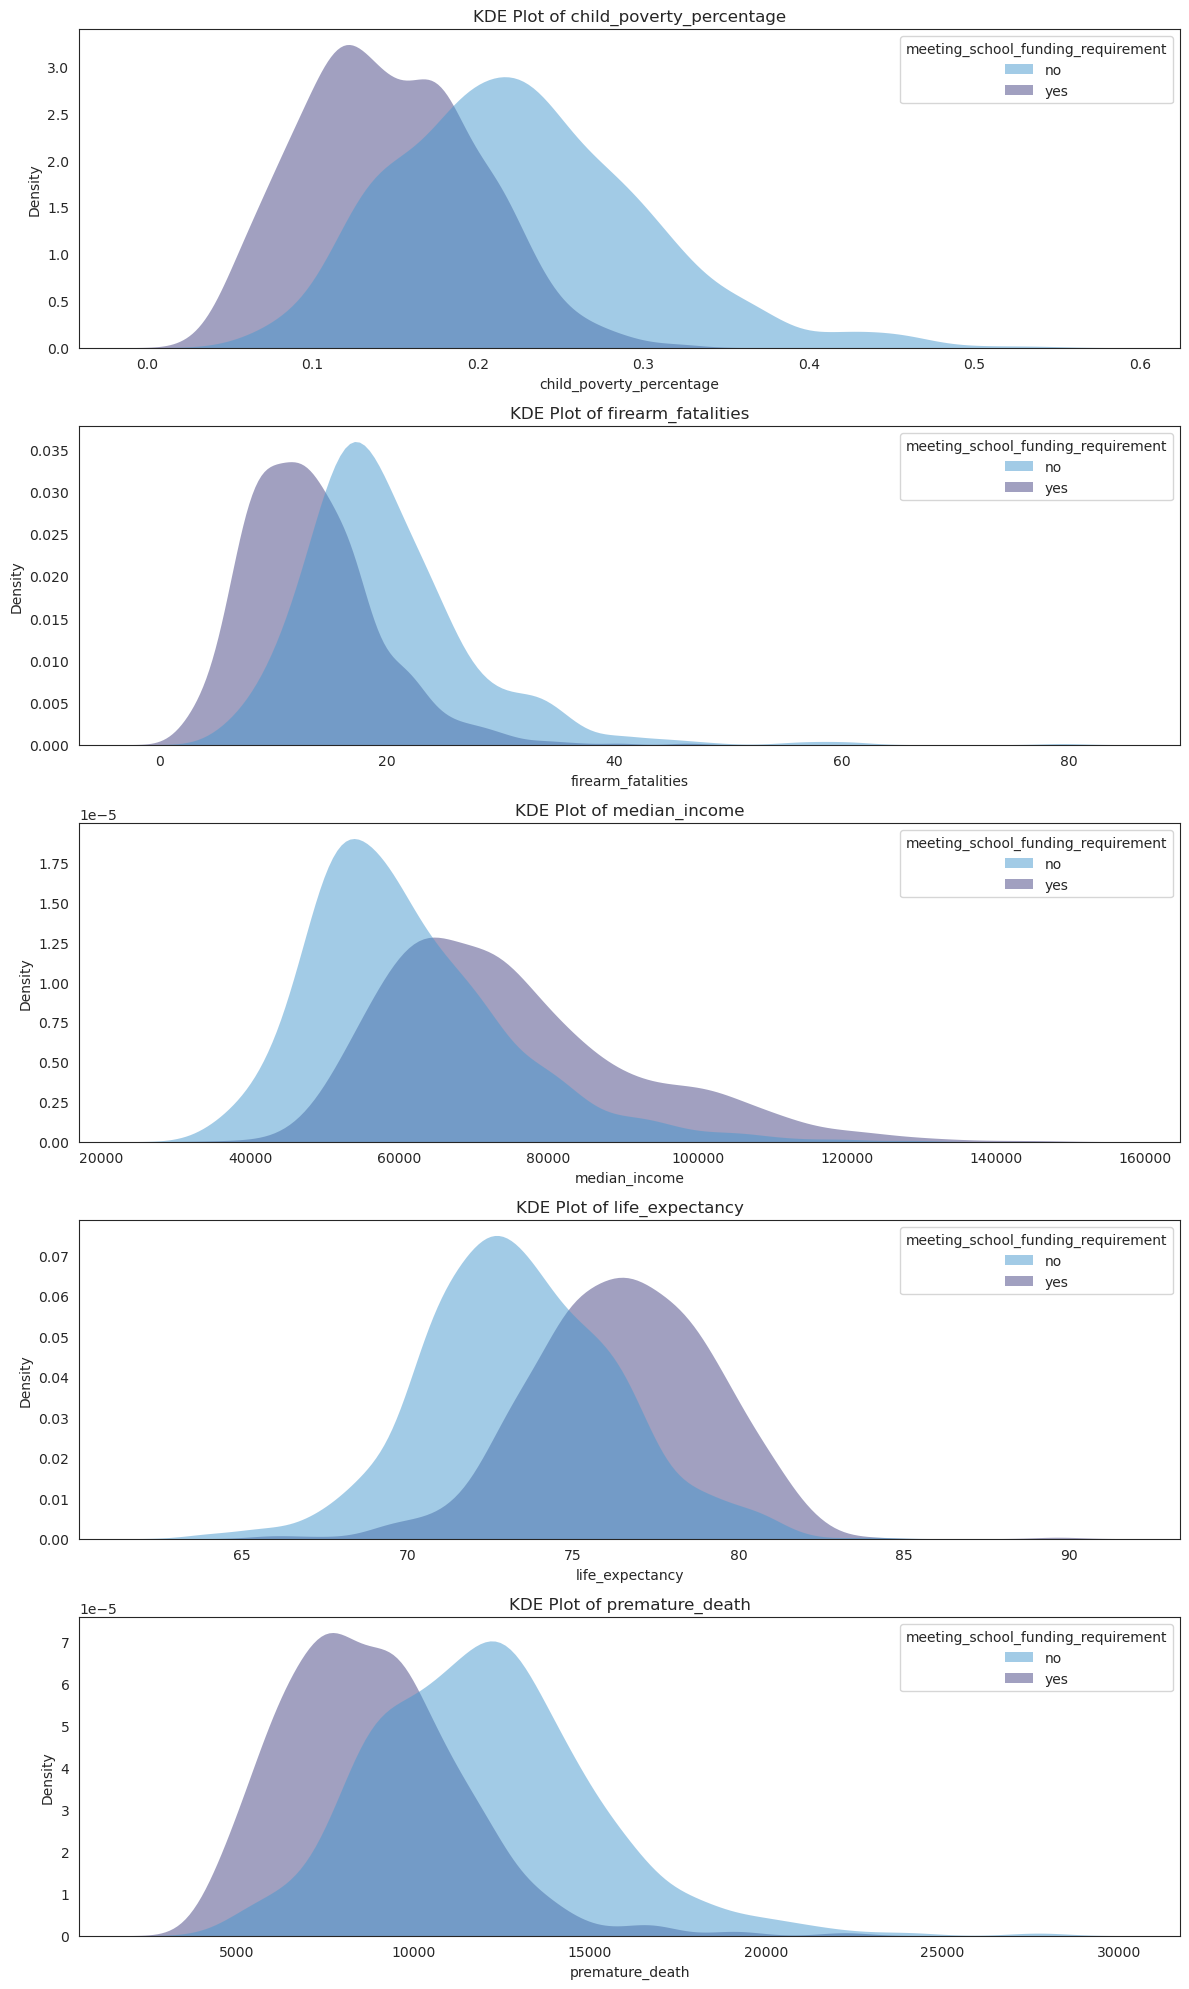 KDE Plot of child_poverty_percentage
meeting_school_funding_requirement
no
yes
3.0
2.5
2.0
1.5
1.0
0.5
0.0
Density
0.0 0.1 0.2 0.3 0.4 0.5 0.6
child_poverty_percentage
KDE Plot of firearm_fatalities
meeting_school_funding_requirement
no
yes
0.035
0.030
0.025
0.020
0.015
0.010
0.005
0.000
Density
0 20 40 60 80
firearm_fatalities
KDE Plot of median_income
1e−5
meeting_school_funding_requirement
no
yes
1.75
1.50
1.25
1.00
0.75
0.50
0.25
0.00
Density
20000 40000 60000 80000 100000 120000 140000 160000
median_income
KDE Plot of life_expectancy
meeting_school_funding_requirement
no
yes
0.07
0.06
0.05
0.04
0.03
0.02
0.01
0.00
Density
65 70 75 80 85 90
life_expectancy
KDE Plot of premature_death
1e−5
meeting_school_funding_requirement
no
yes
7
6
5
4
3
2
1
0
Density
5000 10000 15000 20000 25000 30000
premature_death